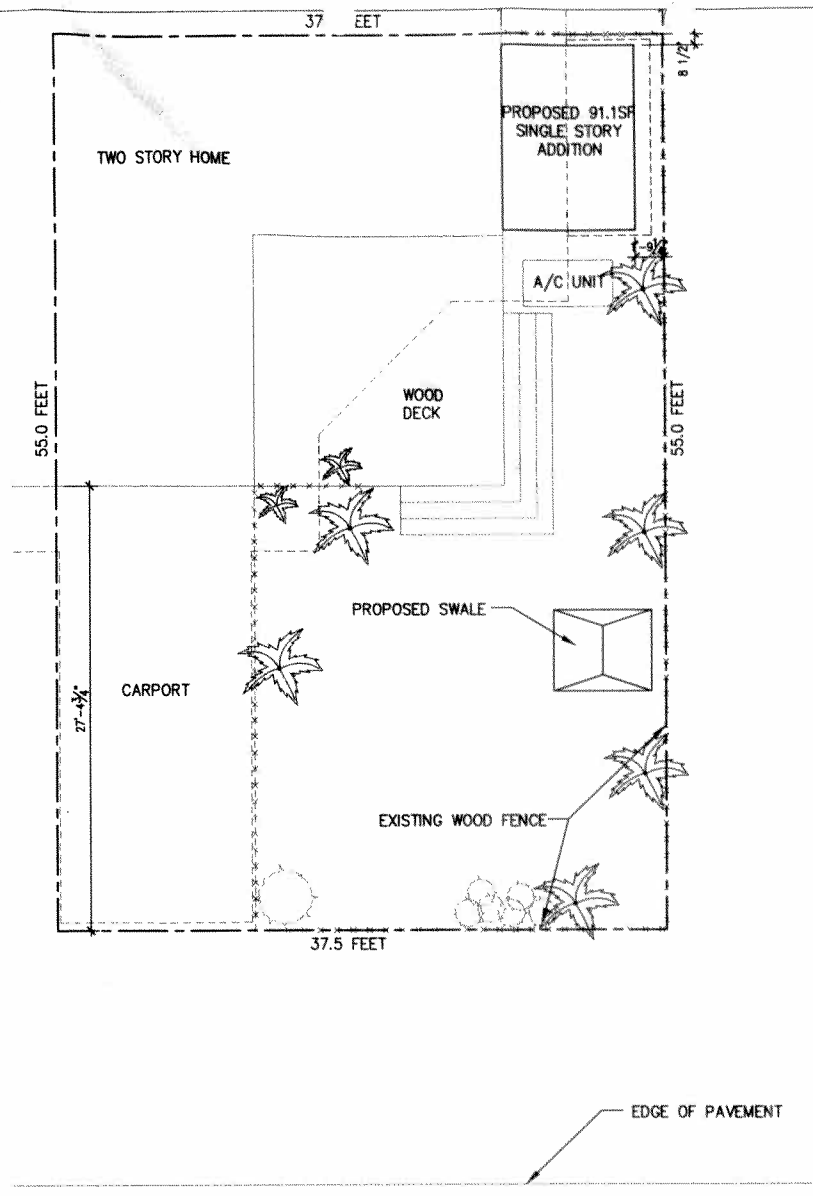 37 EET
8 1/2"
PROPOSED 91.1SF
SINGLE STORY
ADDITION
TWO STORY HOME
A/C UNIT
WOOD
DECK
55.0 FEET
55.0 FEET
PROPOSED SWALE
CARPORT
27'-4¾"
EXISTING WOOD FENCE
37.5 FEET
EDGE OF PAVEMENT